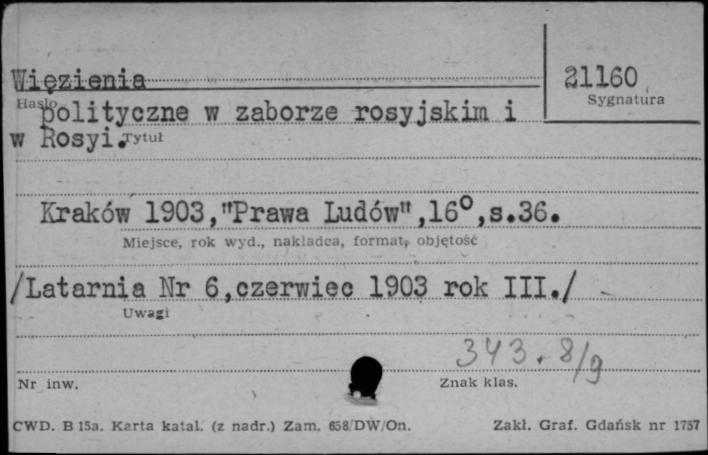 Więzienia
21160
Hasło
Sygnatura
polityczne w zaborze rosyjskim i
w Rosyi.
Tytuł
Kraków 1903,"Prawa Ludów",16°,s.36.
Miejsce, rok wyd., nakładca, format, objętość
/Latarnia Nr 6,czerwiec 1903 rok III./
Uwagi
343.8/9
Nr inw.
Znak klas.
CWD. B 15a. Karta katal. (z nadr.) Zam. 658/DW/On.
Zakł. Graf. Gdańsk nr 1757